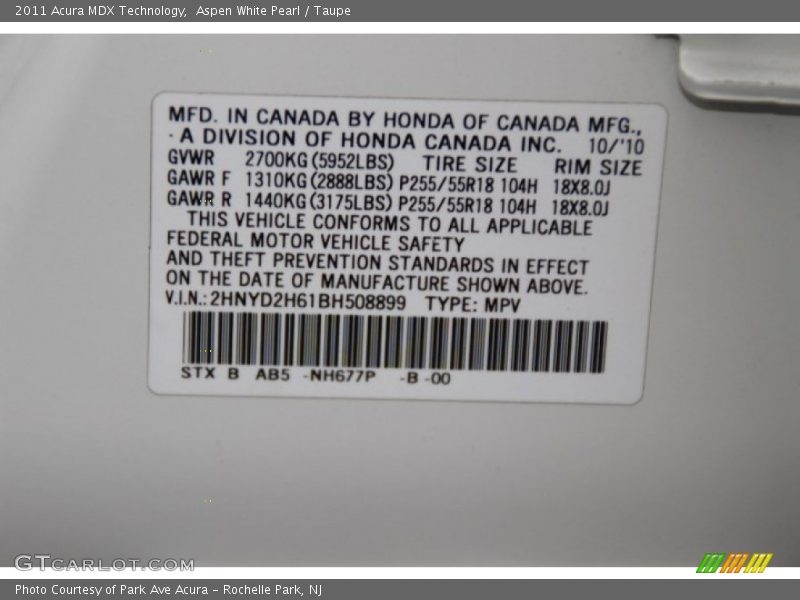 2011 Acura MDX Technology, Aspen White Pearl / Taupe
MFD. IN CANADA BY HONDA OF CANADA MFG.,
· A DIVISION OF HONDA CANADA INC. 10/'10
GVWR 2700KG (5952LBS) TIRE SIZE RIM SIZE
GAWR F 1310KG (2888LBS) P255/55R18 104H 18X8.0J
GAWR R 1440KG (3175LBS) P255/55R18 104H 18X8.0J
THIS VEHICLE CONFORMS TO ALL APPLICABLE
FEDERAL MOTOR VEHICLE SAFETY
AND THEFT PREVENTION STANDARDS IN EFFECT
ON THE DATE OF MANUFACTURE SHOWN ABOVE.
V.I.N.: 2HNYD2H61BH508899 TYPE: MPV
STX B AB5 -NH677P -B -00
GTCARLOT.COM
Photo Courtesy of Park Ave Acura – Rochelle Park, NJ